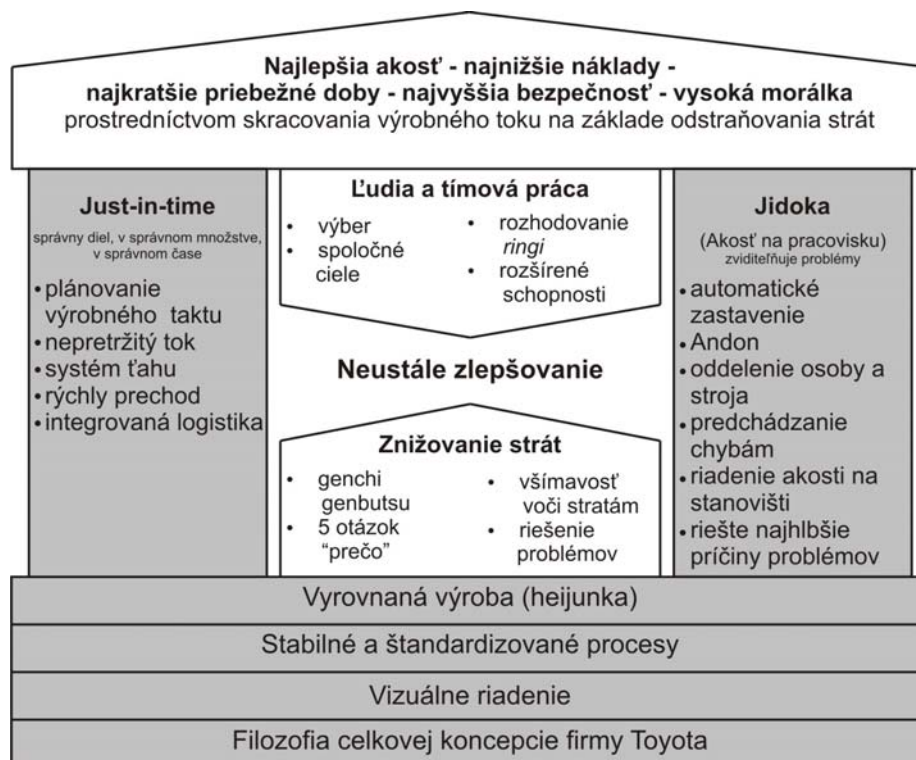 Najlepšia akosť - najnižšie náklady -
najkratšie priebežné doby - najvyššia bezpečnosť - vysoká morálka
prostredníctvom skracovania výrobného toku na základe odstraňovania strát
Just-in-time
správny diel, v správnom množstve,
v správnom čase
• plánovanie
výrobného taktu
• nepretržitý tok
• systém ťahu
• rýchly prechod
• integrovaná logistika
Ľudia a tímová práca
• výber
• spoločné
ciele
• rozhodovanie
ringi
• rozšírené
schopnosti
Neustále zlepšovanie
Znižovanie strát
• genchi
genbutsu
• 5 otázok
“prečo”
• všímavosť
voči stratám
• riešenie
problémov
Jidoka
(Akosť na pracovisku)
zviditeľňuje problémy
• automatické
zastavenie
• Andon
• oddelenie osoby a
stroja
• predchádzanie
chybám
• riadenie akosti na
stanovišti
• riešte najhlbšie
príčiny problémov
Vyrovnaná výroba (heijunka)
Stabilné a štandardizované procesy
Vizuálne riadenie
Filozofia celkovej koncepcie firmy Toyota